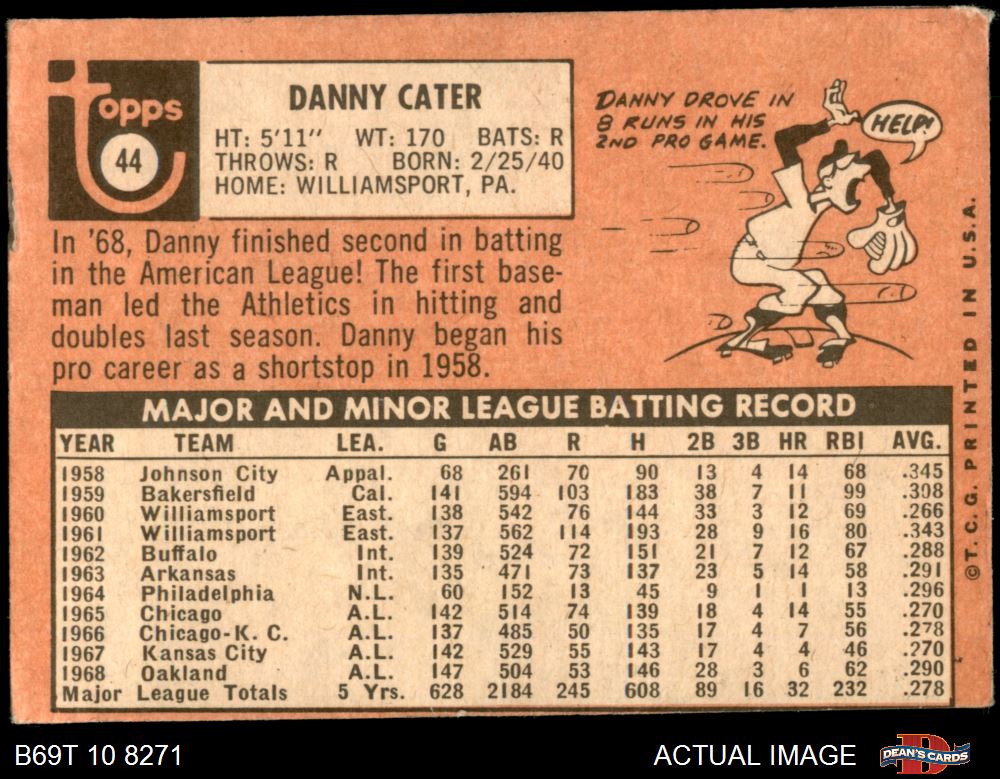 Topps
44
DANNY CATER
HT: 5'11" WT: 170 BATS: R
THROWS: R BORN: 2/25/40
HOME: WILLIAMSPORT, PA.
DANNY DROVE IN
8 RUNS IN HIS
2ND PRO GAME.
HELP!
In '68, Danny finished second in batting
in the American League! The first base-
man led the Athletics in hitting and
doubles last season. Danny began his
pro career as a shortstop in 1958.
MAJOR AND MINOR LEAGUE BATTING RECORD
YEAR TEAM LEA. G AB R H 2B 3B HR RBI AVG.
1958 Johnson City Appal. 68 261 70 90 13 4 14 68 .345
1959 Bakersfield Cal. 141 594 103 183 38 7 11 99 .308
1960 Williamsport East. 138 542 76 144 33 3 12 69 .266
1961 Williamsport East. 137 562 114 193 28 9 16 80 .343
1962 Buffalo Int. 139 524 72 151 21 7 12 67 .288
1963 Arkansas Int. 135 471 73 137 23 5 14 58 .291
1964 Philadelphia N.L. 60 152 13 45 9 1 1 13 .296
1965 Chicago A.L. 142 514 74 139 18 4 14 55 .270
1966 Chicago-K. C. A.L. 137 485 50 135 17 4 7 56 .278
1967 Kansas City A.L. 142 529 55 143 17 4 4 46 .270
1968 Oakland A.L. 147 504 53 146 28 3 6 62 .290
Major League Totals 5 Yrs. 628 2184 245 608 89 16 32 232 .278
©T. C. G. PRINTED IN U.S.A.
B69T 10 8271
ACTUAL IMAGE
DEAN'S CARDS